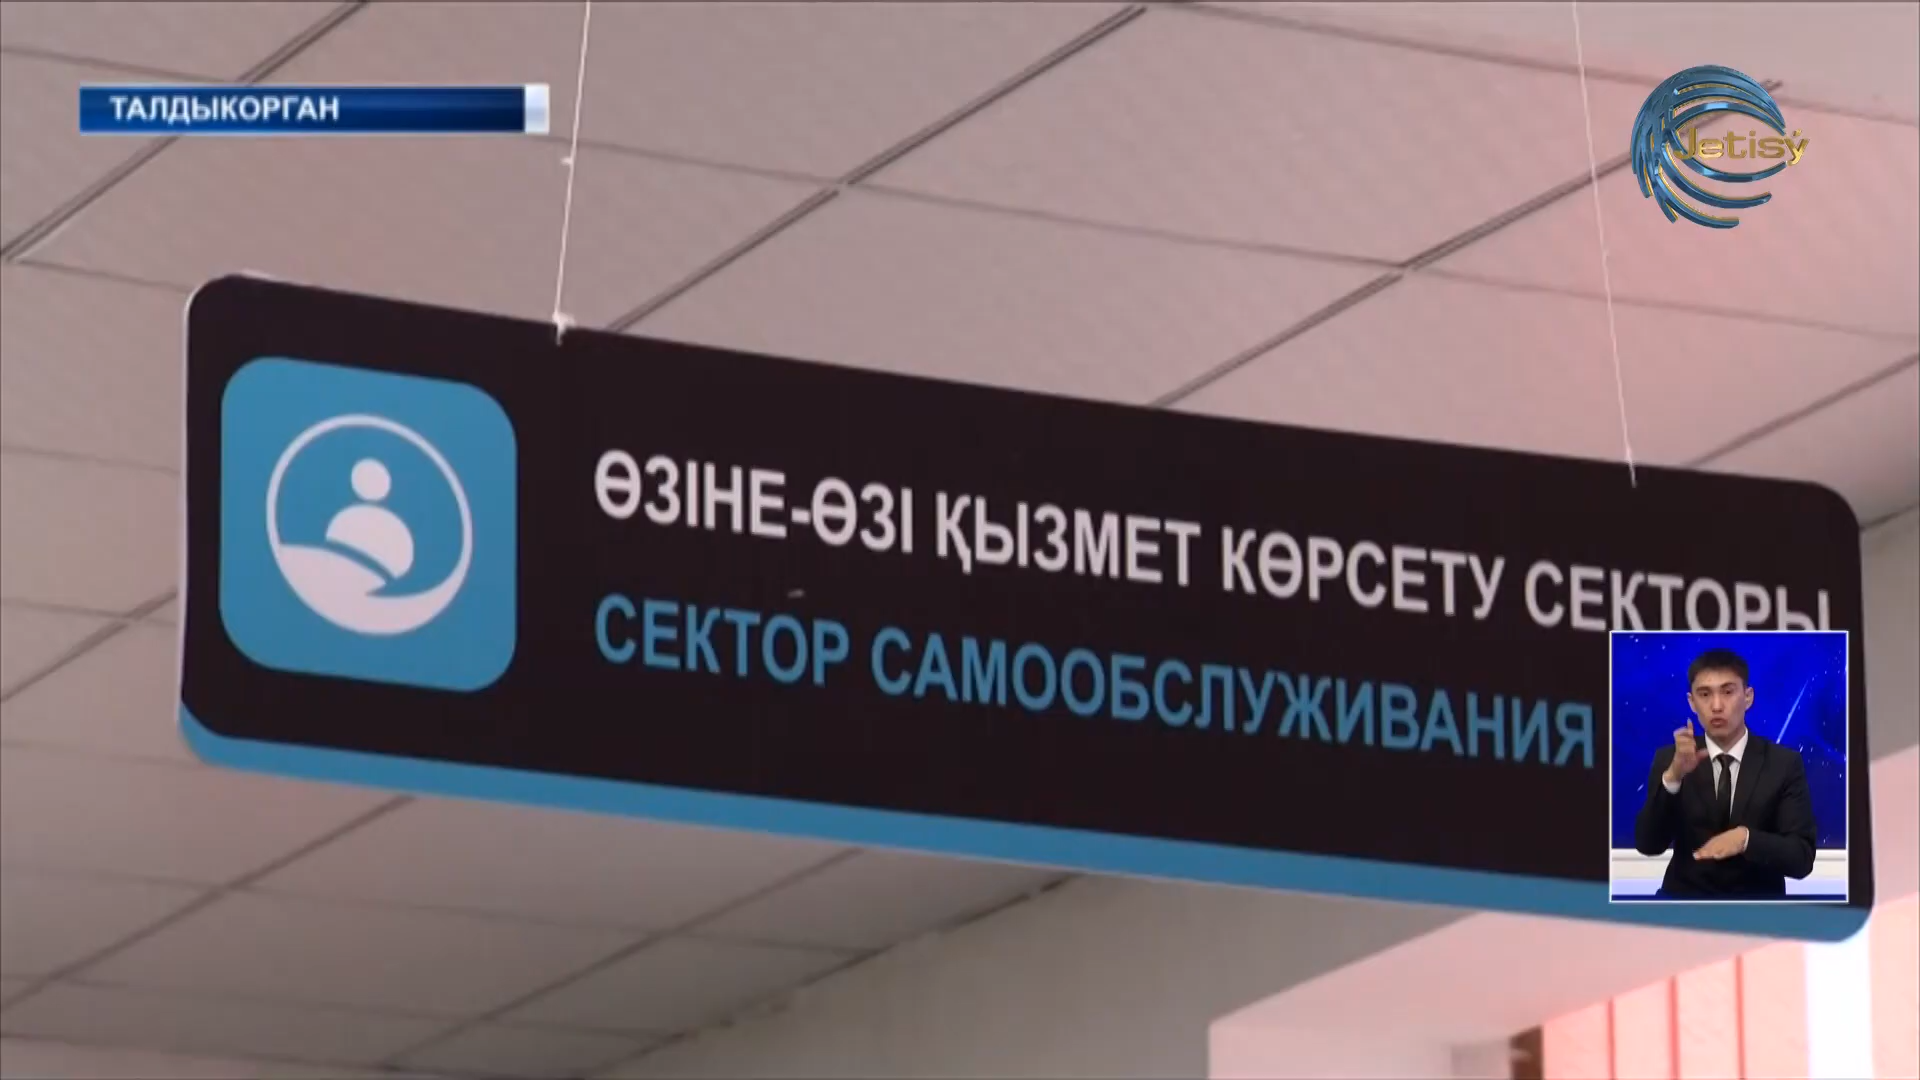 ТАЛДЫКОРГАН
Jetisý
ӨЗІНЕ-ӨЗІ ҚЫЗМЕТ КӨРСЕТУ СЕКТОРЫ
СЕКТОР САМООБСЛУЖИВАНИЯ